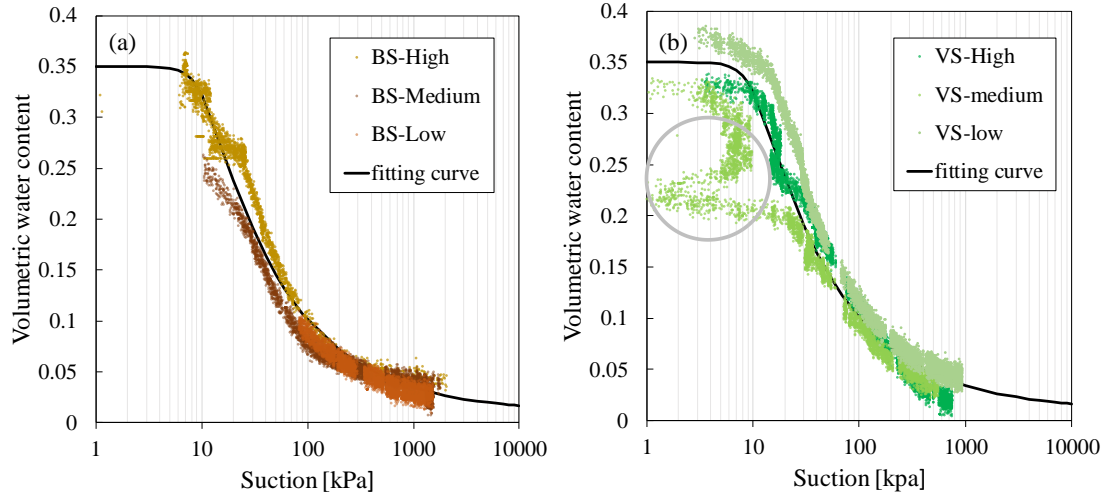 (a)
BS-High
BS-Medium
BS-Low
fitting curve
0.4
0.35
0.3
0.25
0.2
0.15
0.1
0.05
0
1
10
100
1000
10000
Volumetric water content
Suction [kPa]
(b)
VS-High
VS-medium
VS-low
fitting curve
0.4
0.35
0.3
0.25
0.2
0.15
0.1
0.05
0
1
10
100
1000
10000
Volumetric water content
Suction [kpa]